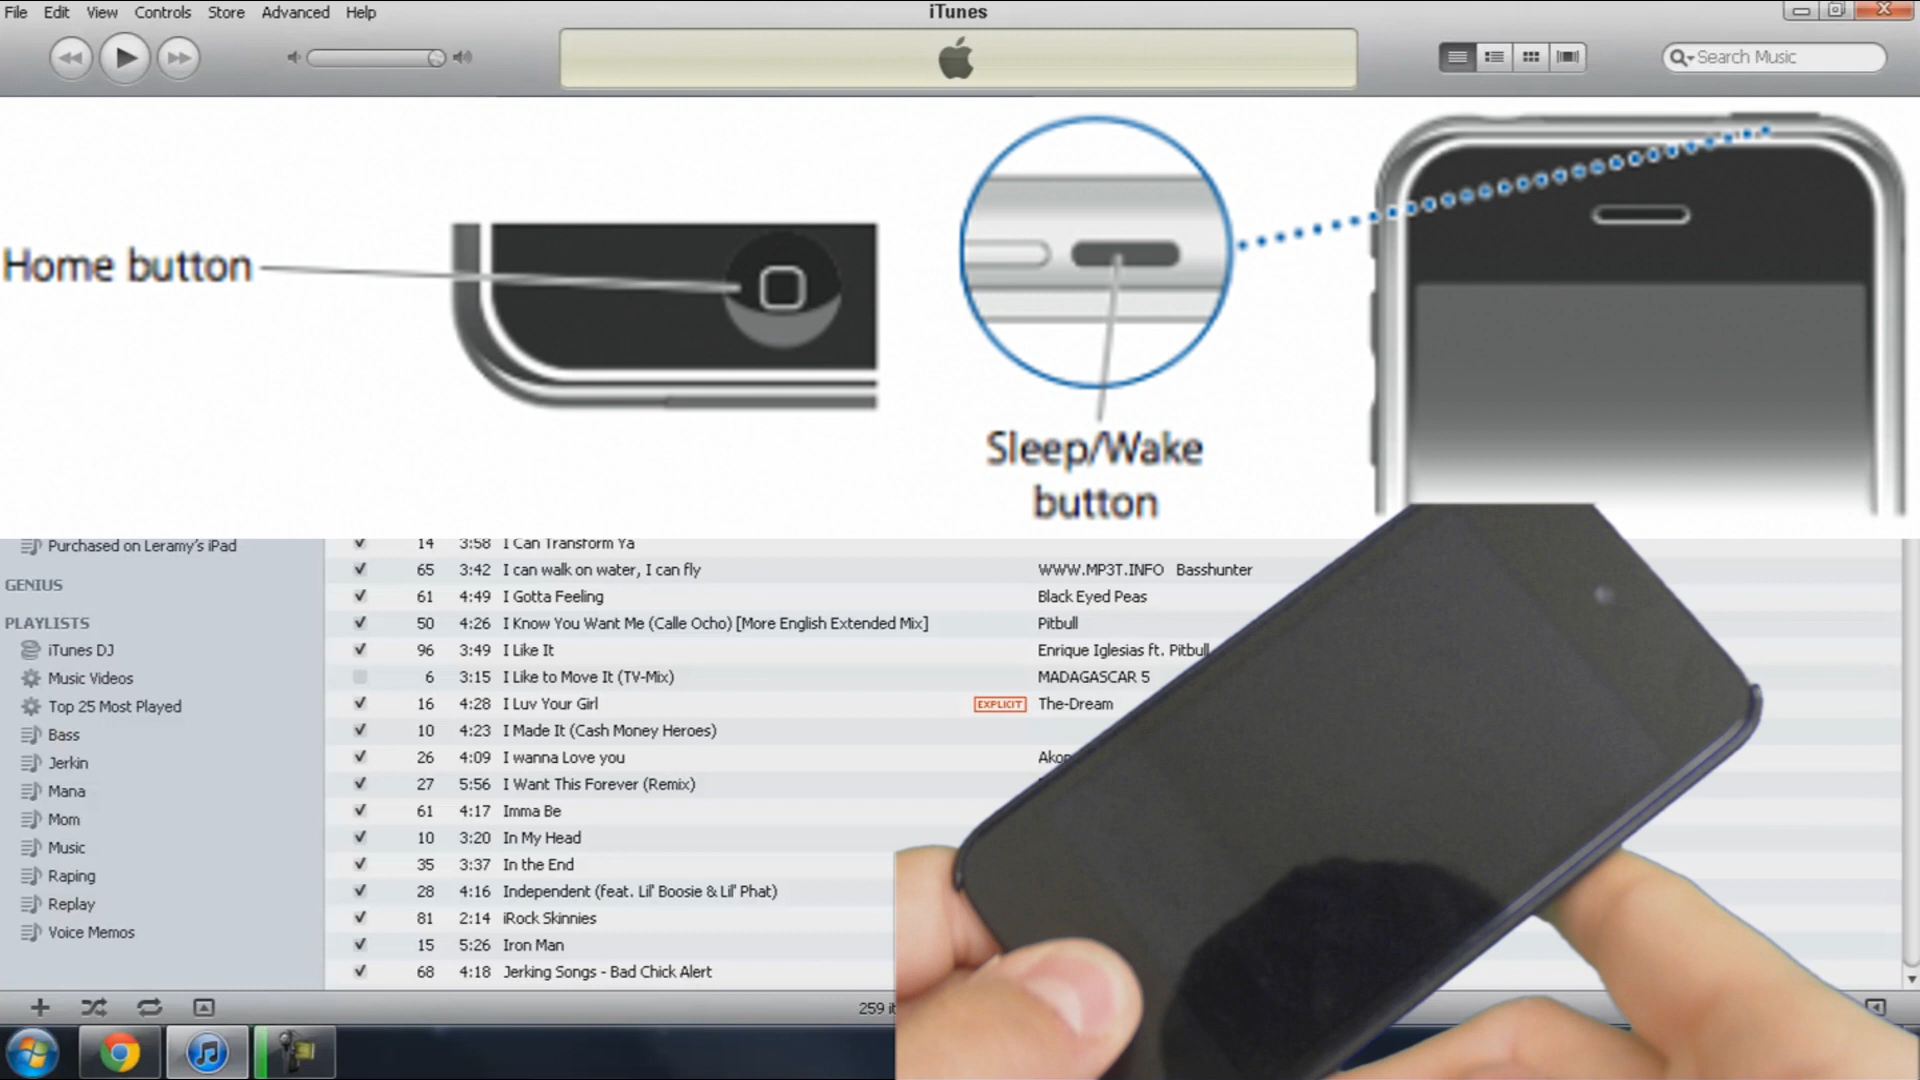 File Edit View Controls Store Advanced Help
iTunes
Search Music
Home button
Sleep/Wake
button
Purchased on Leramy's iPad
GENIUS
PLAYLISTS
iTunes DJ
Music Videos
Top 25 Most Played
Bass
Jerkin
Mana
Mom
Music
Raping
Replay
Voice Memos
14 3:58 I Can Transform Ya
65 3:42 I can walk on water, I can fly WWW.MP3T.INFO Basshunter
61 4:49 I Gotta Feeling Black Eyed Peas
50 4:26 I Know You Want Me (Calle Ocho) [More English Extended Mix] Pitbull
96 3:49 I Like It Enrique Iglesias ft. Pitbull
6 3:15 I Like to Move It (TV-Mix) MADAGASCAR 5
16 4:28 I Luv Your Girl EXPLICIT The-Dream
10 4:23 I Made It (Cash Money Heroes)
26 4:09 I wanna Love you Akon
27 5:56 I Want This Forever (Remix)
61 4:17 Imma Be
10 3:20 In My Head
35 3:37 In the End
28 4:16 Independent (feat. Lil' Boosie & Lil' Phat)
81 2:14 iRock Skinnies
15 5:26 Iron Man
68 4:18 Jerking Songs - Bad Chick Alert
259